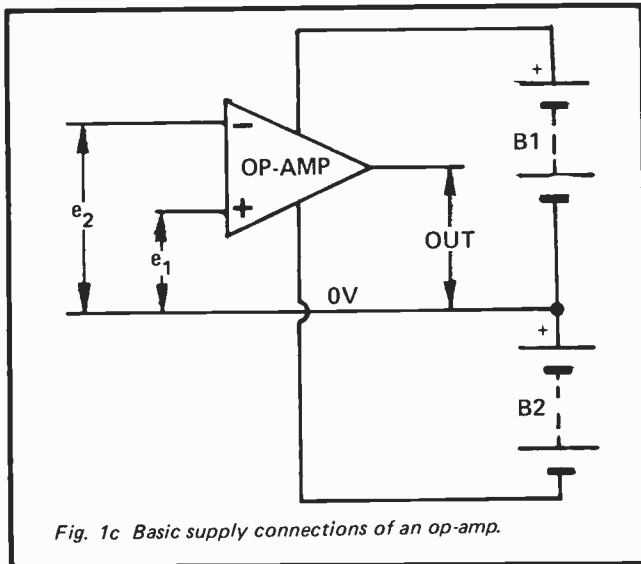 +
B1
−
OP-AMP
+
e2
e1
OUT
0V
+
B2
Fig. 1c Basic supply connections of an op-amp.